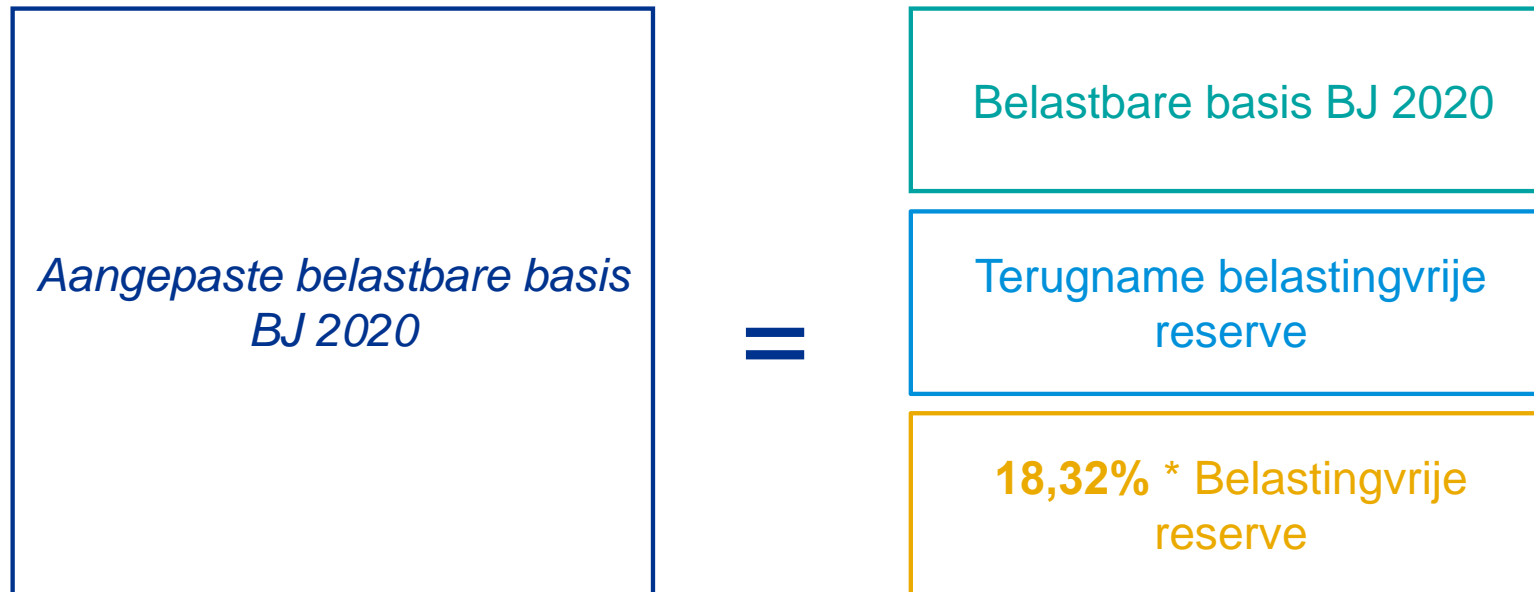 Aangepaste belastbare basis
BJ 2020
=
Belastbare basis BJ 2020
Terugname belastingvrije
reserve
18,32% * Belastingvrije
reserve